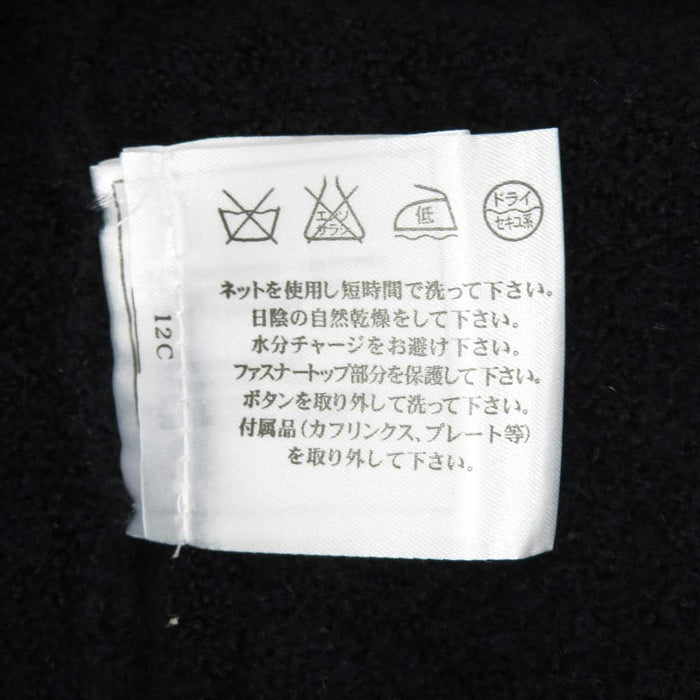 エンソ
サラシ
低
ドライ
セキユ系
ネットを使用し短時間で洗って下さい。
日陰の自然乾燥をして下さい。
水分チャージをお避け下さい。
ファスナートップ部分を保護して下さい。
ボタンを取り外して洗って下さい。
付属品（カフリンクス、プレート等）
を取り外して下さい。
12C